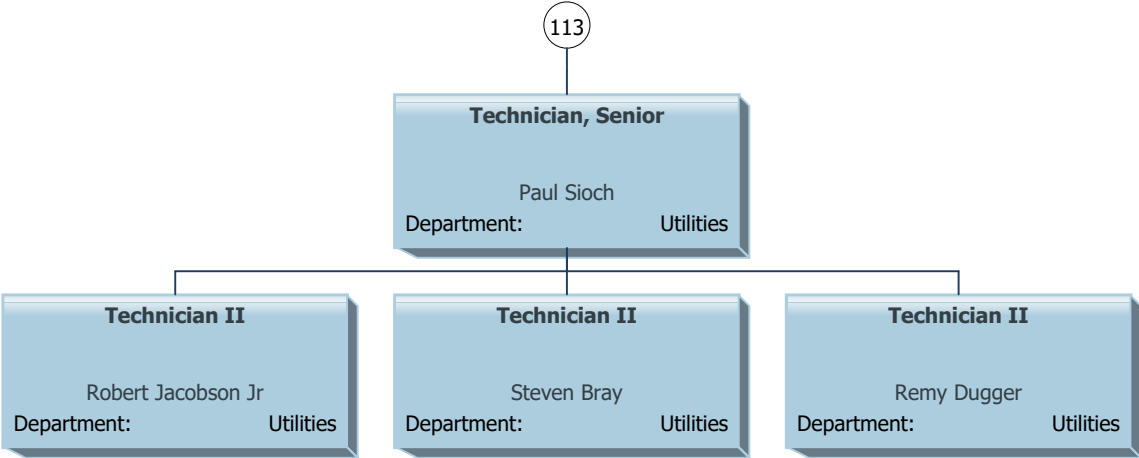 113
Technician, Senior
Paul Sioch
Department: Utilities
Technician II
Robert Jacobson Jr
Department: Utilities
Technician II
Steven Bray
Department: Utilities
Technician II
Remy Dugger
Department: Utilities